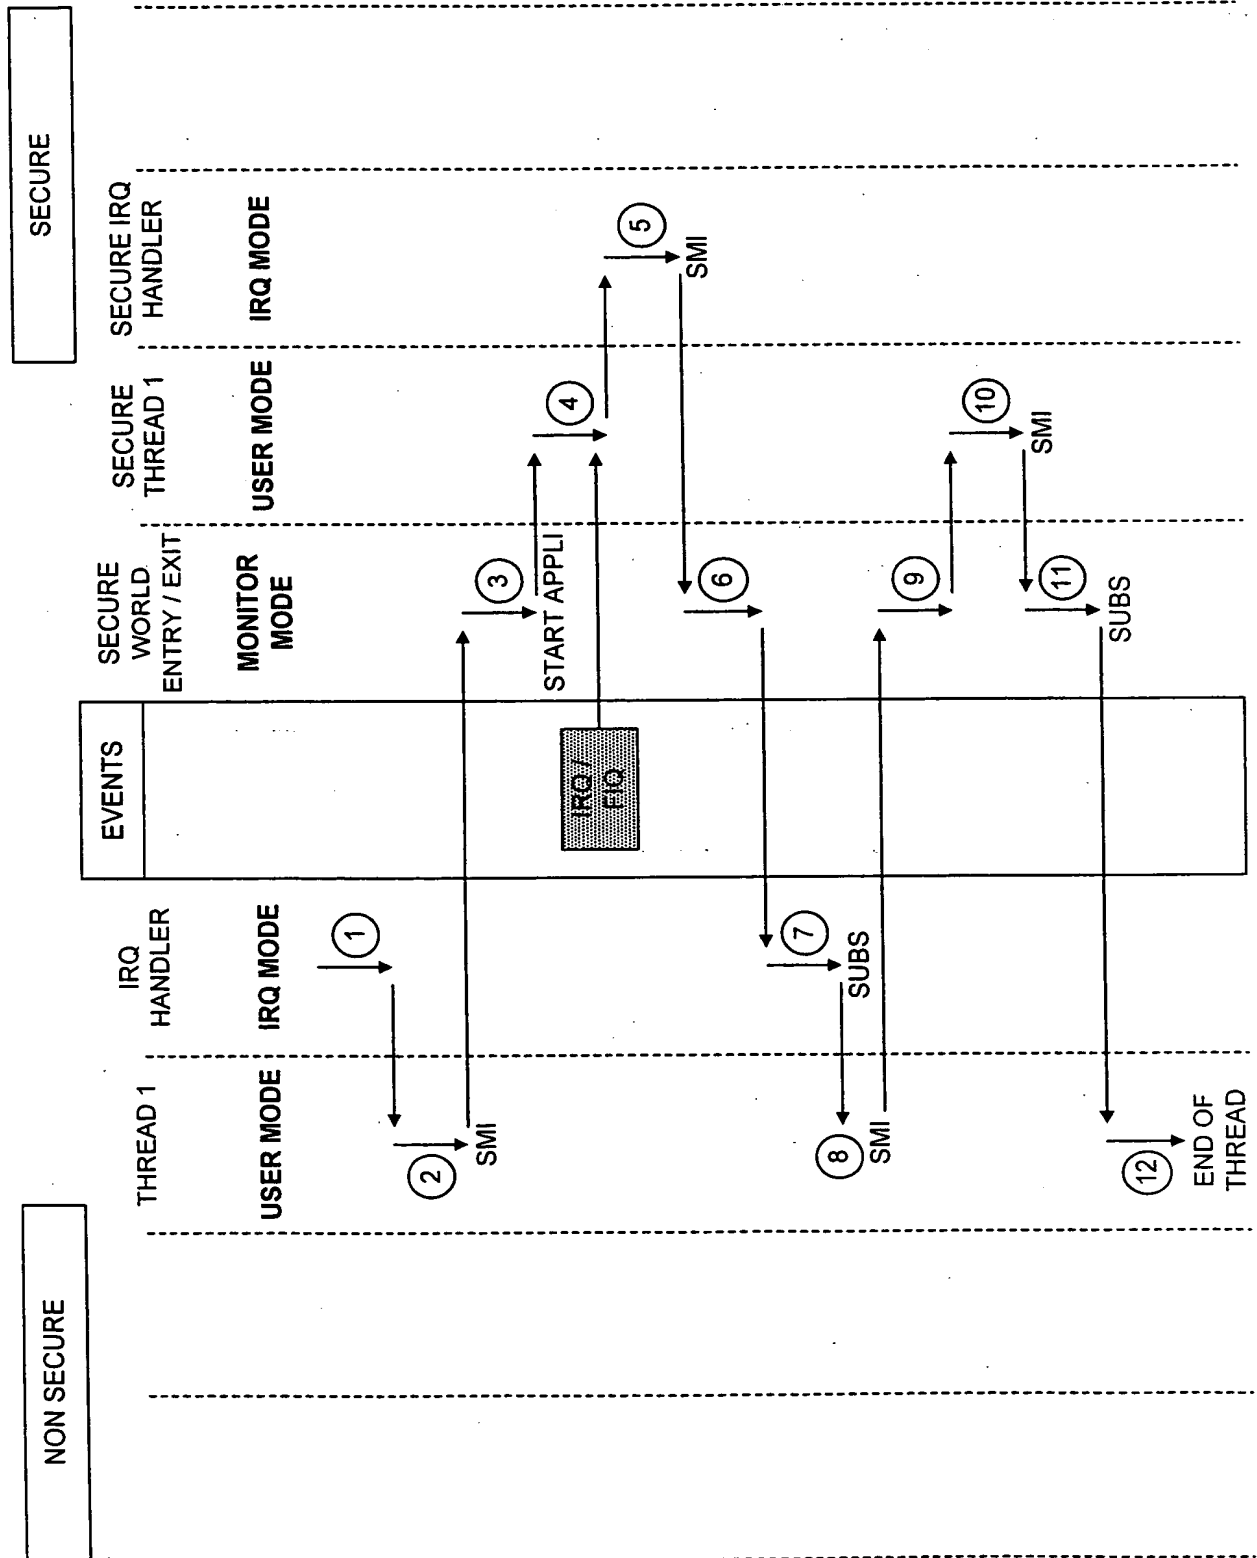 NON SECURE
SECURE
THREAD 1
USER MODE
IRQ
HANDLER
IRQ MODE
EVENTS
SECURE
WORLD
ENTRY / EXIT
MONITOR
MODE
SECURE
THREAD 1
USER MODE
SECURE IRQ
HANDLER
IRQ MODE
1
2
SMI
3
START APPLI
4
IRQ /
FIQ
5
SMI
6
7
SUBS
8
SMI
9
10
SMI
11
SUBS
12
END OF
THREAD